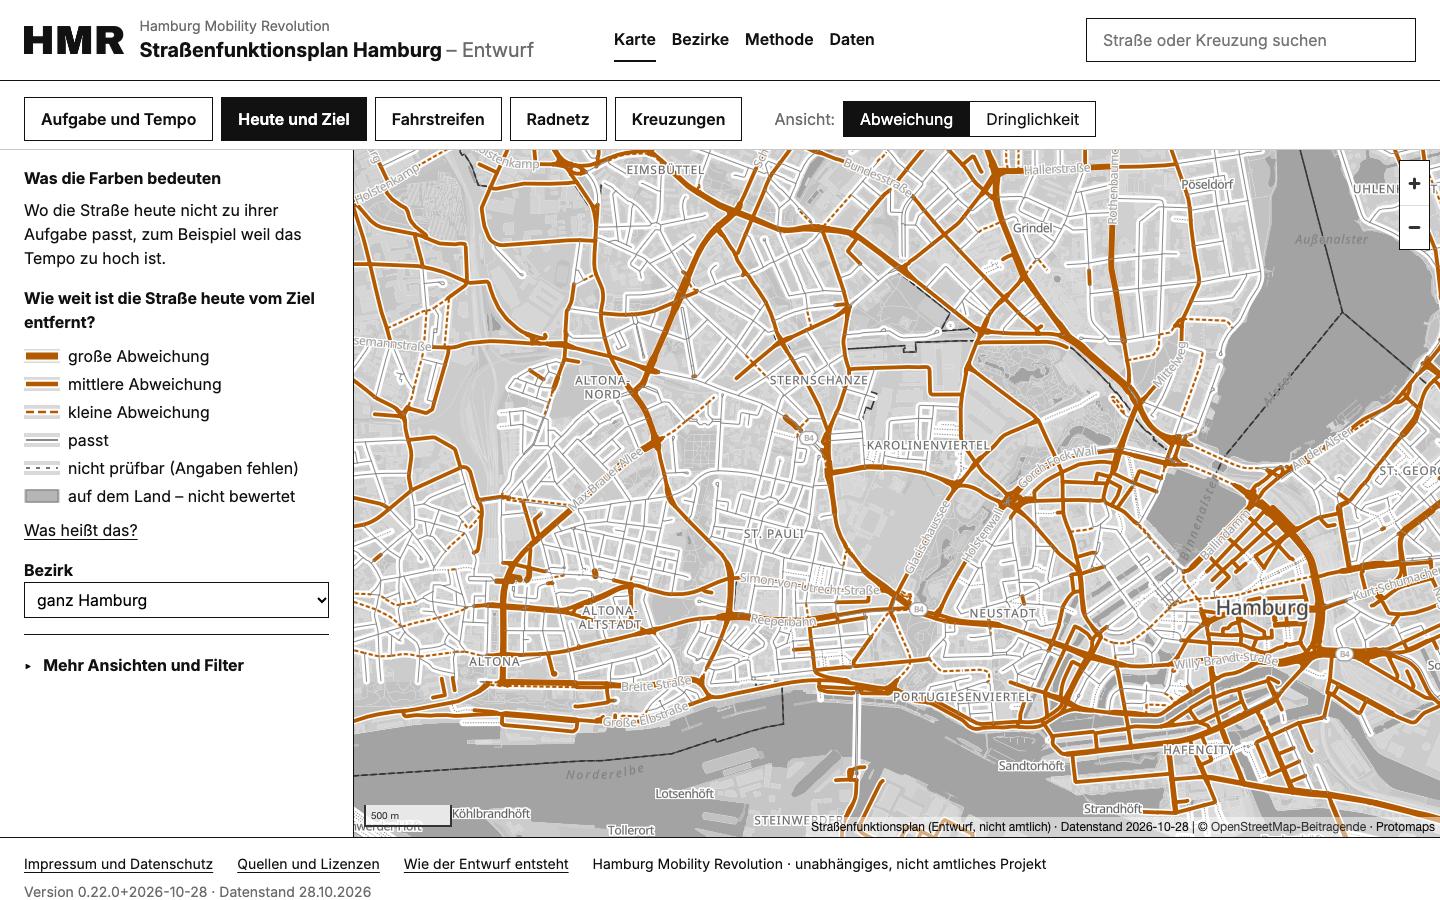 HMR
Hamburg Mobility Revolution
Straßenfunktionsplan Hamburg – Entwurf
Karte
Bezirke
Methode
Daten
Straße oder Kreuzung suchen
Aufgabe und Tempo
Heute und Ziel
Fahrstreifen
Radnetz
Kreuzungen
Ansicht:
Abweichung
Dringlichkeit
Was die Farben bedeuten
Wo die Straße heute nicht zu ihrer
Aufgabe passt, zum Beispiel weil das
Tempo zu hoch ist.
Wie weit ist die Straße heute vom Ziel
entfernt?
große Abweichung
mittlere Abweichung
kleine Abweichung
passt
nicht prüfbar (Angaben fehlen)
auf dem Land – nicht bewertet
Was heißt das?
Bezirk
ganz Hamburg
Mehr Ansichten und Filter
Holstenkamp
EIMSBÜTTEL
Bundesstraße
Hallerstraße
Pöseldorf
Grindel
Außenalster
+
−
ALTONA-
NORD
STERNSCHANZE
Mittelweg
B4
KAROLINENVIERTEL
Max-Brauer-Allee
Gorch-Fock-Wall
An der Alster
ST. PAULI
Glacischaussee
Holstenwall
Binnenalster
Ballindamm
Simon-von-Utrecht-Straße
ALTONA-
ALTSTADT
Reeperbahn
B4
NEUSTADT
Hamburg
ALTONA
Willy-Brandt-Straße
B4
Breite Straße
PORTUGIESENVIERTEL
Große Elbstraße
HAFENCITY
Norderelbe
Sandtorhöft
Lotsenhöft
Köhlbrandhöft
Strandhöft
STEINWERDER
Tollerort
500 m
Straßenfunktionsplan (Entwurf, nicht amtlich) · Datenstand 2026-10-28 | © OpenStreetMap-Beitragende · Protomaps
Impressum und Datenschutz
Quellen und Lizenzen
Wie der Entwurf entsteht
Hamburg Mobility Revolution · unabhängiges, nicht amtliches Projekt
Version 0.22.0+2026-10-28 · Datenstand 28.10.2026